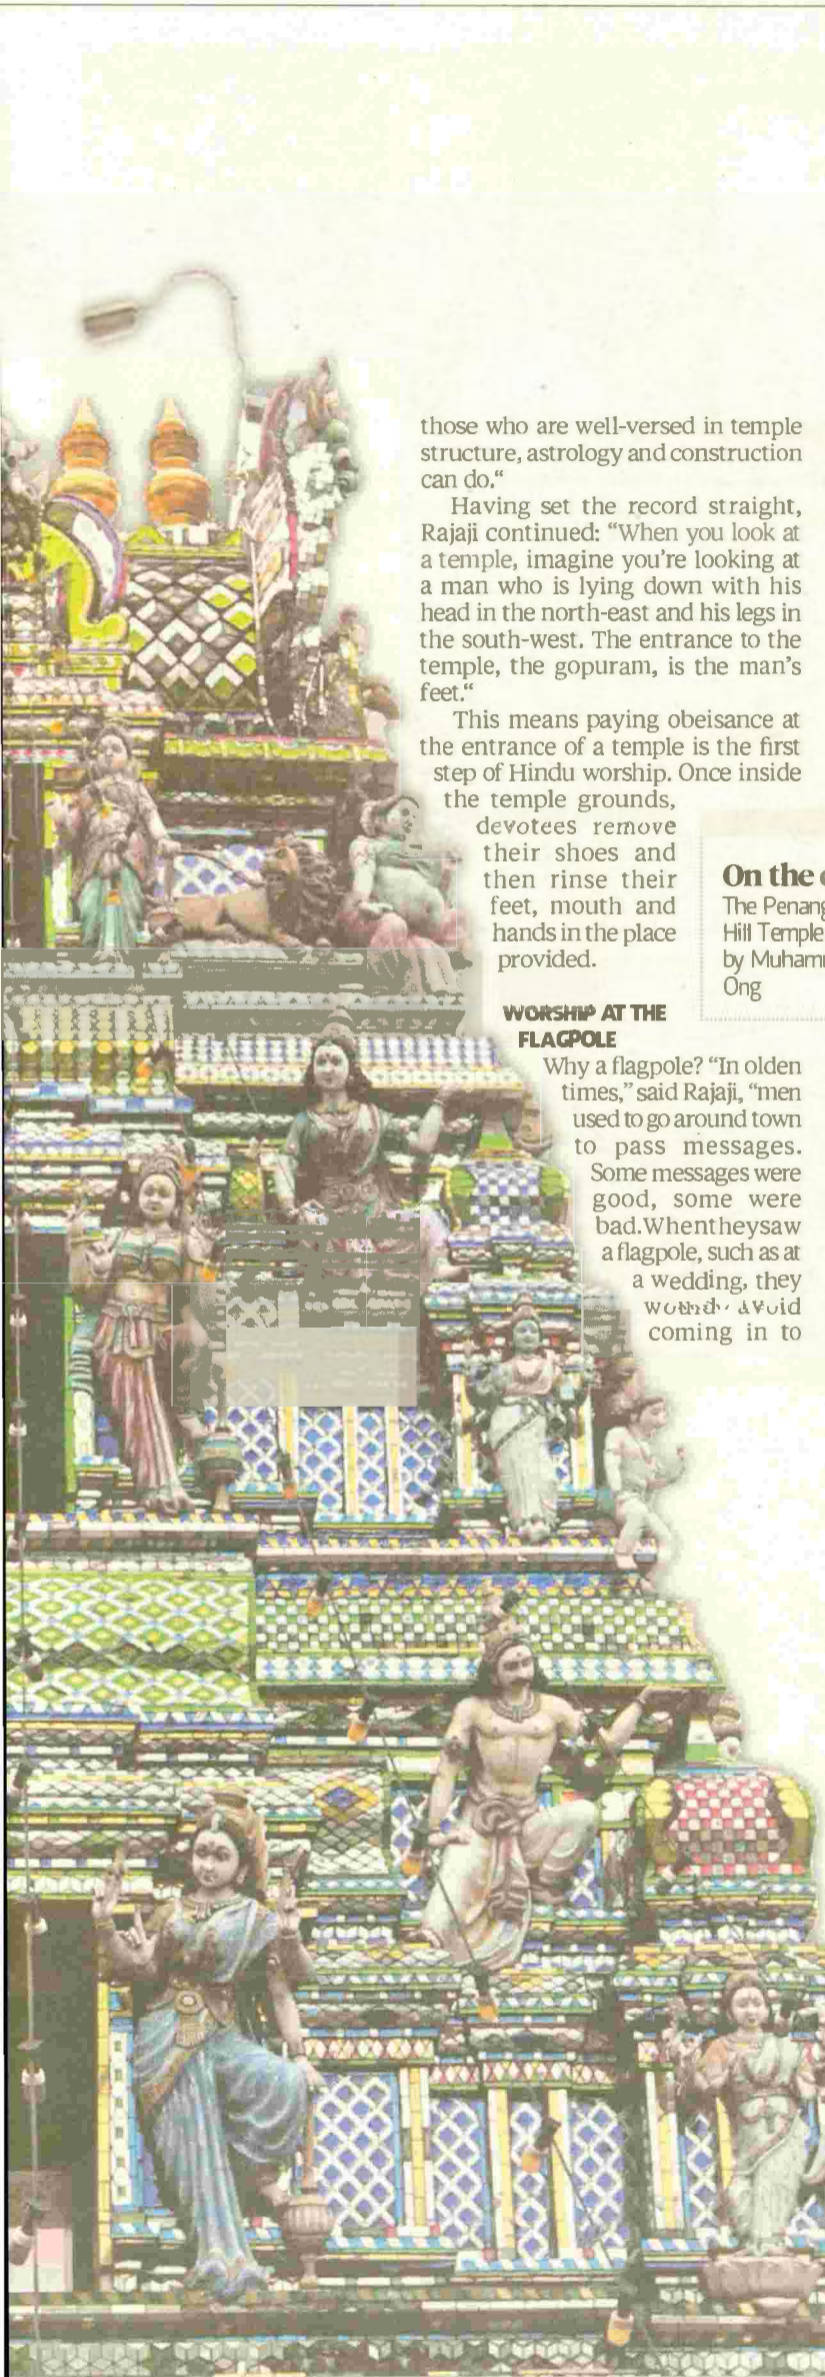 those who are well-versed in temple
structure, astrology and construction
can do.“
Having set the record straight,
Rajaji continued: “When you look at
a temple, imagine you're looking at
a man who is lying down with his
head in the north-east and his legs in
the south-west. The entrance to the
temple, the gopuram, is the man's
feet.“
This means paying obeisance at
the entrance of a temple is the first
step of Hindu worship. Once inside
the temple grounds,
devotees remove
their shoes and
then rinse their
feet, mouth and
hands in the place
provided.
WORSHIP AT THE
FLAGPOLE
Why a flagpole? “In olden
times,” said Rajaji, “men
used to go around town
to pass messages.
Some messages were
good, some were
bad.Whentheysaw
a flagpole, such as at
a wedding, they
avoid
coming in to
On the
The Penang
Hill Temple
by
Ong